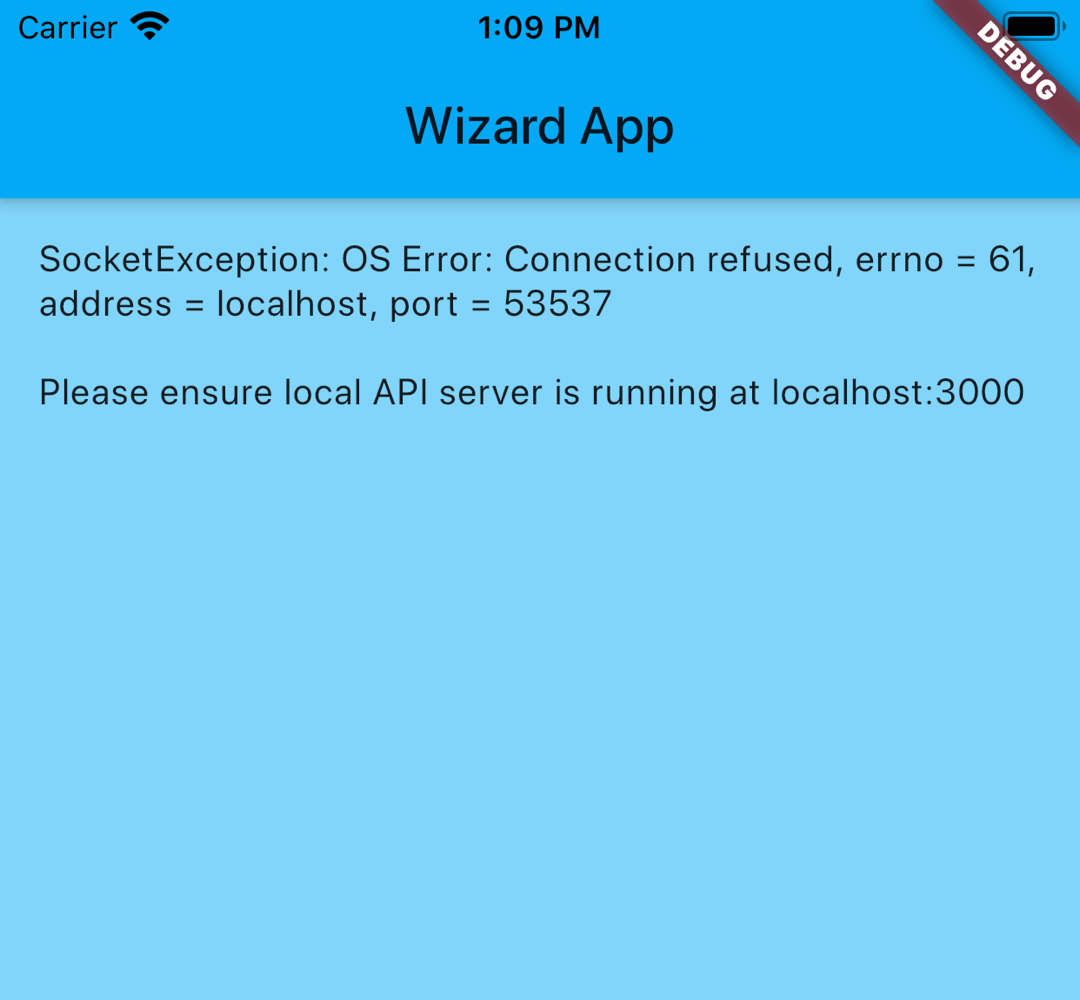 Carrier 1:09 PM
DEBUG
Wizard App
SocketException: OS Error: Connection refused, errno = 61,
address = localhost, port = 53537
Please ensure local API server is running at localhost:3000